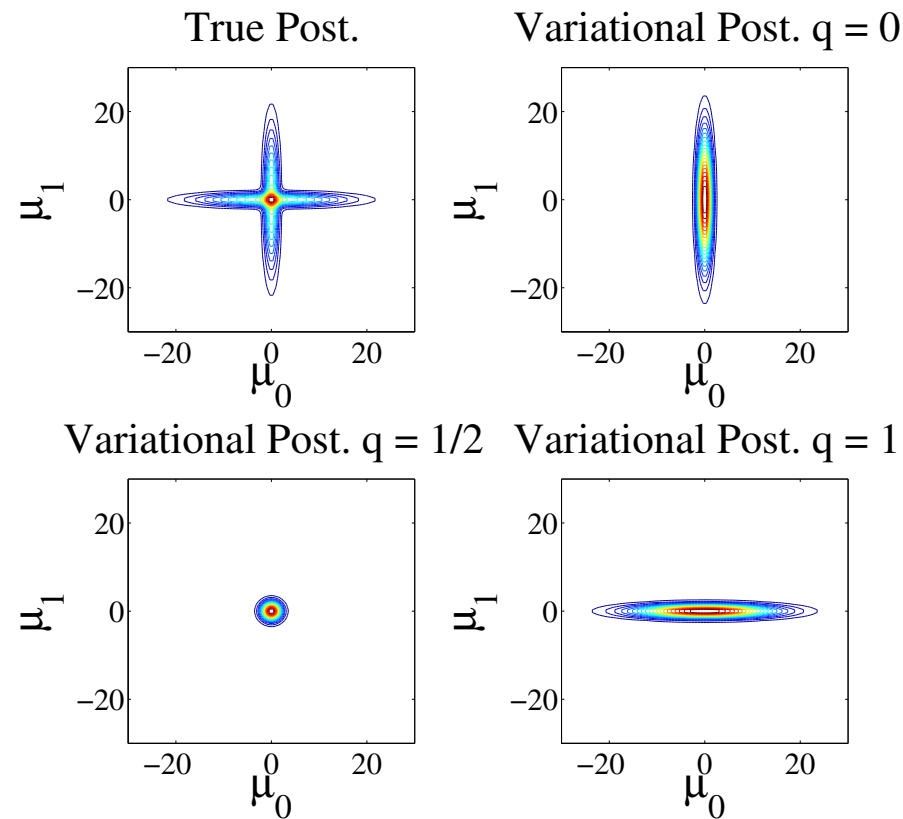 True Post.
Variational Post. q = 0
20
0
−20
μ1
−20
0
20
μ0
20
0
−20
μ1
−20
0
20
μ0
Variational Post. q = 1/2
Variational Post. q = 1
20
0
−20
μ1
−20
0
20
μ0
20
0
−20
μ1
−20
0
20
μ0